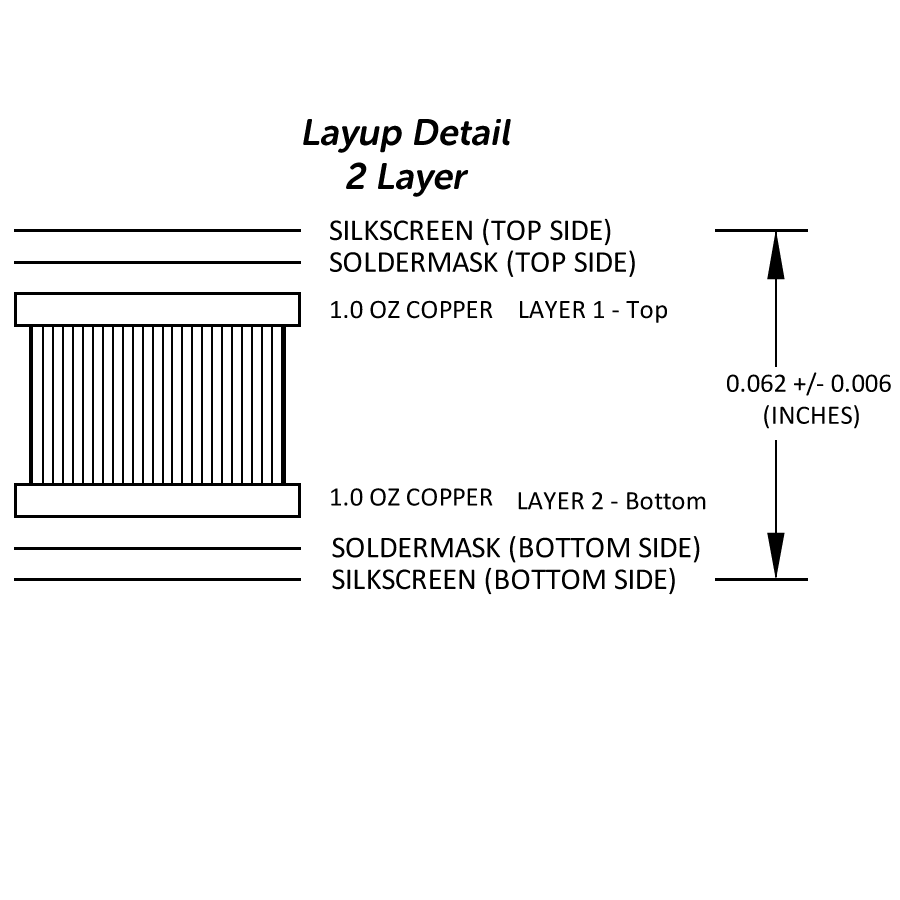 Layup Detail
2 Layer
SILKSCREEN (TOP SIDE)
SOLDERMASK (TOP SIDE)
1.0 OZ COPPER LAYER 1 - Top
0.062 +/- 0.006
(INCHES)
1.0 OZ COPPER LAYER 2 - Bottom
SOLDERMASK (BOTTOM SIDE)
SILKSCREEN (BOTTOM SIDE)